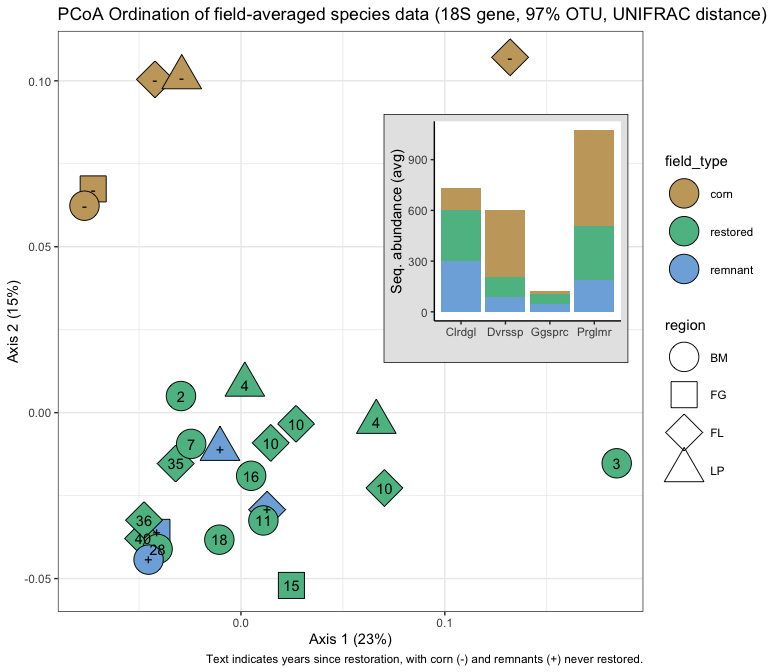 PCoA Ordination of field-averaged species data (18S gene, 97% OTU, UNIFRAC distance)
Axis 2 (15%)
0.10
0.05
0.00
-0.05
- - -
-
-
Seq. abundance (avg)
900
600
300
0
Clrdgl Dvrssp Ggsprc Prglmr
4
2
10
4
7
10
+
35
3
16
10
+
36
11
+
40
18
28
+
15
0.0 0.1
Axis 1 (23%)
Text indicates years since restoration, with corn (-) and remnants (+) never restored.
field_type
corn
restored
remnant
region
BM
FG
FL
LP